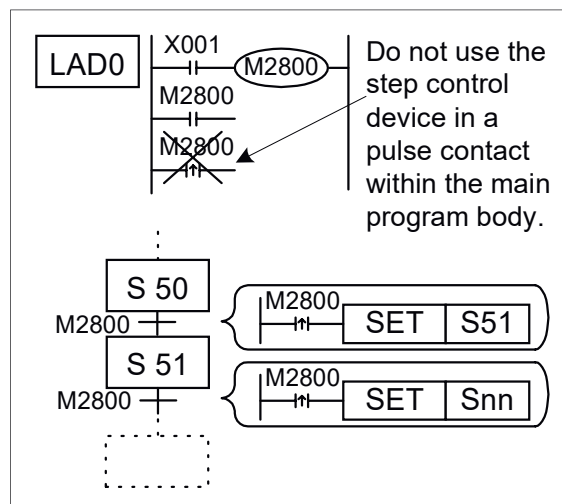 LAD0
X001
M2800
M2800
M2800
Do not use the
step control
device in a
pulse contact
within the main
program body.
S 50
M2800
M2800
SET S51
S 51
M2800
M2800
SET Snn